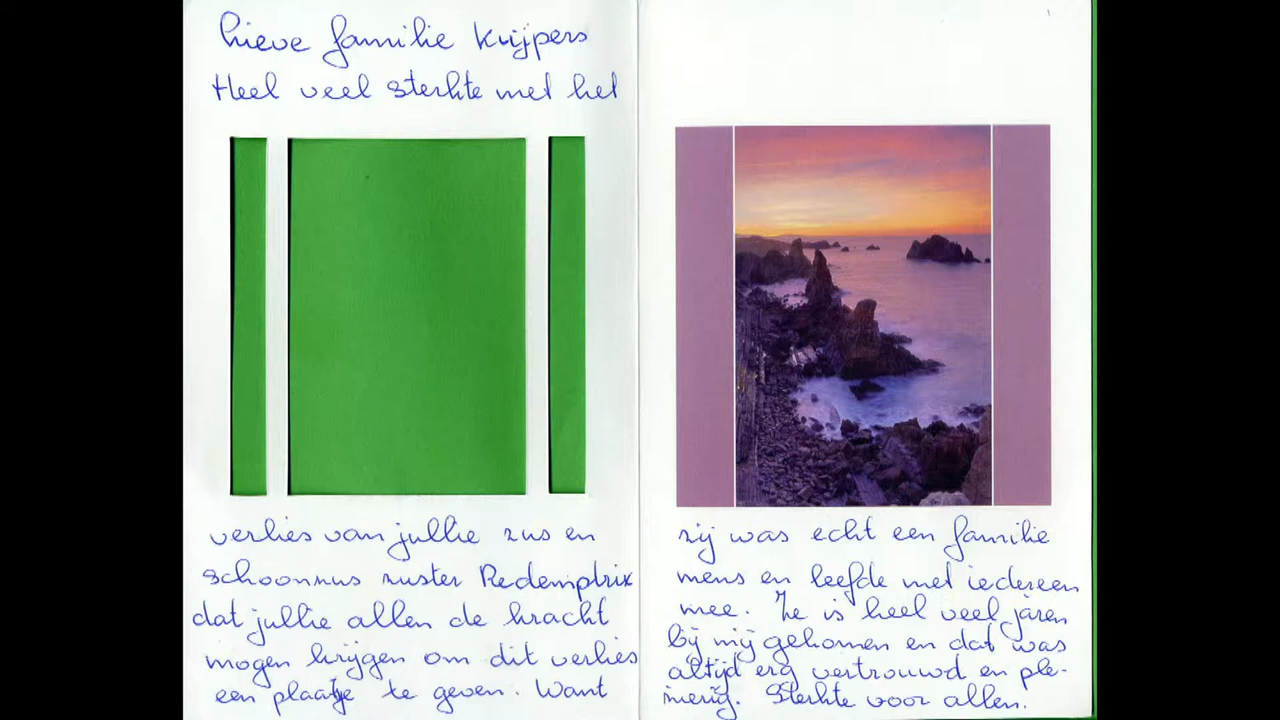 lieve familie Kuijpers
Heel veel sterkte met het
verlies van jullie zus en
schoonzus zuster Redemptrix
dat jullie allen de kracht
mogen krijgen om dit verlies
een plaatje te geven. Want
zij was echt een familie
mens en leefde met iedereen
mee. Ze is heel veel jaren
bij mij gekomen en dat was
altijd erg vertrouwd en ple-
zierig. Sterkte voor allen.